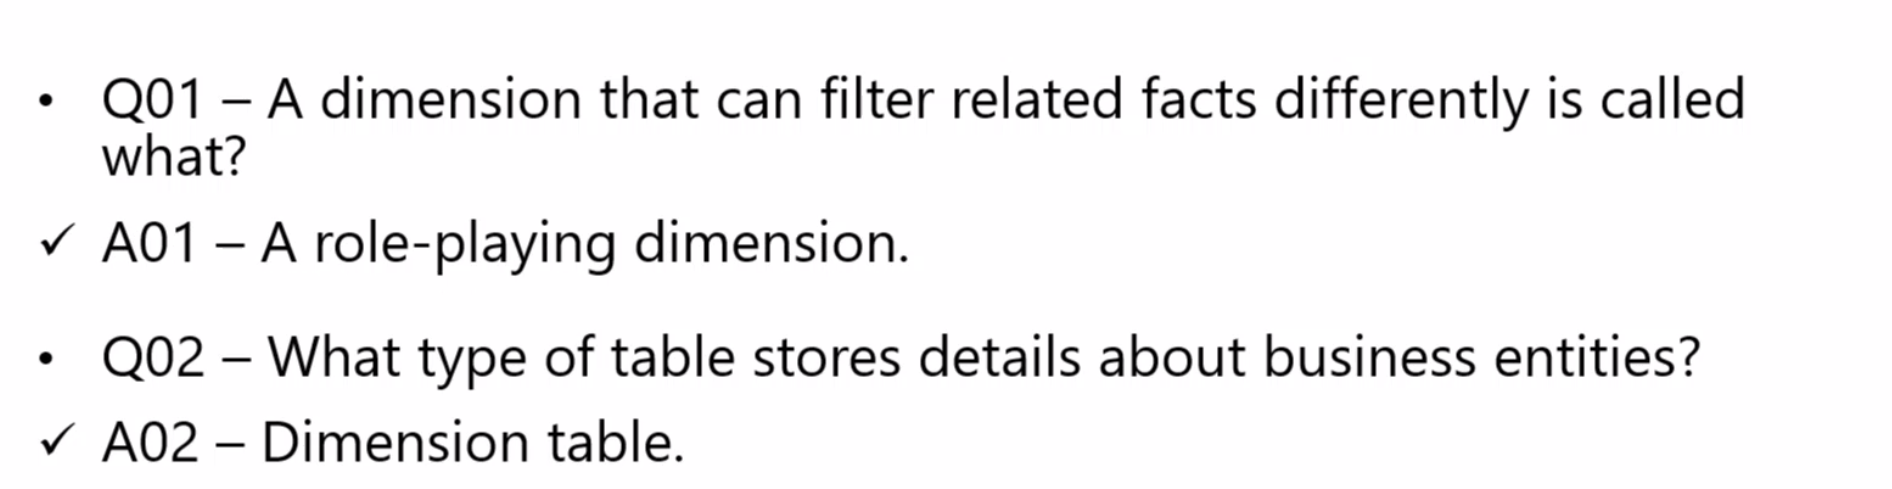 • Q01 – A dimension that can filter related facts differently is called
what?
✓ A01 – A role-playing dimension.
• Q02 – What type of table stores details about business entities?
✓ A02 – Dimension table.